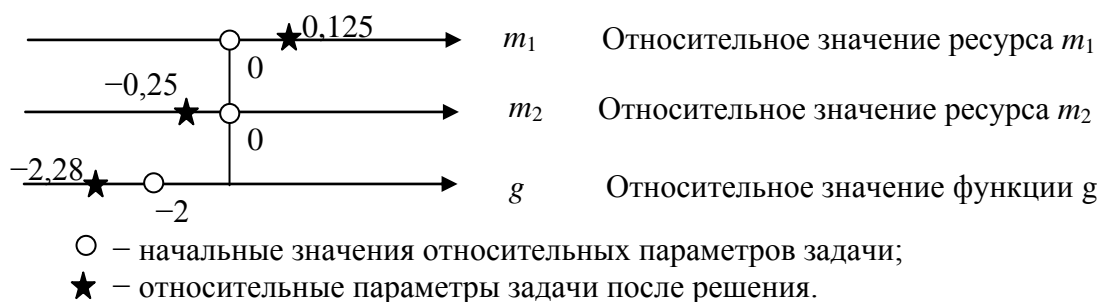 0,125 m₁ Относительное значение ресурса m₁
0
−0,25 m₂ Относительное значение ресурса m₂
0
−2,28 g Относительное значение функции g
−2
− начальные значения относительных параметров задачи;
− относительные параметры задачи после решения.